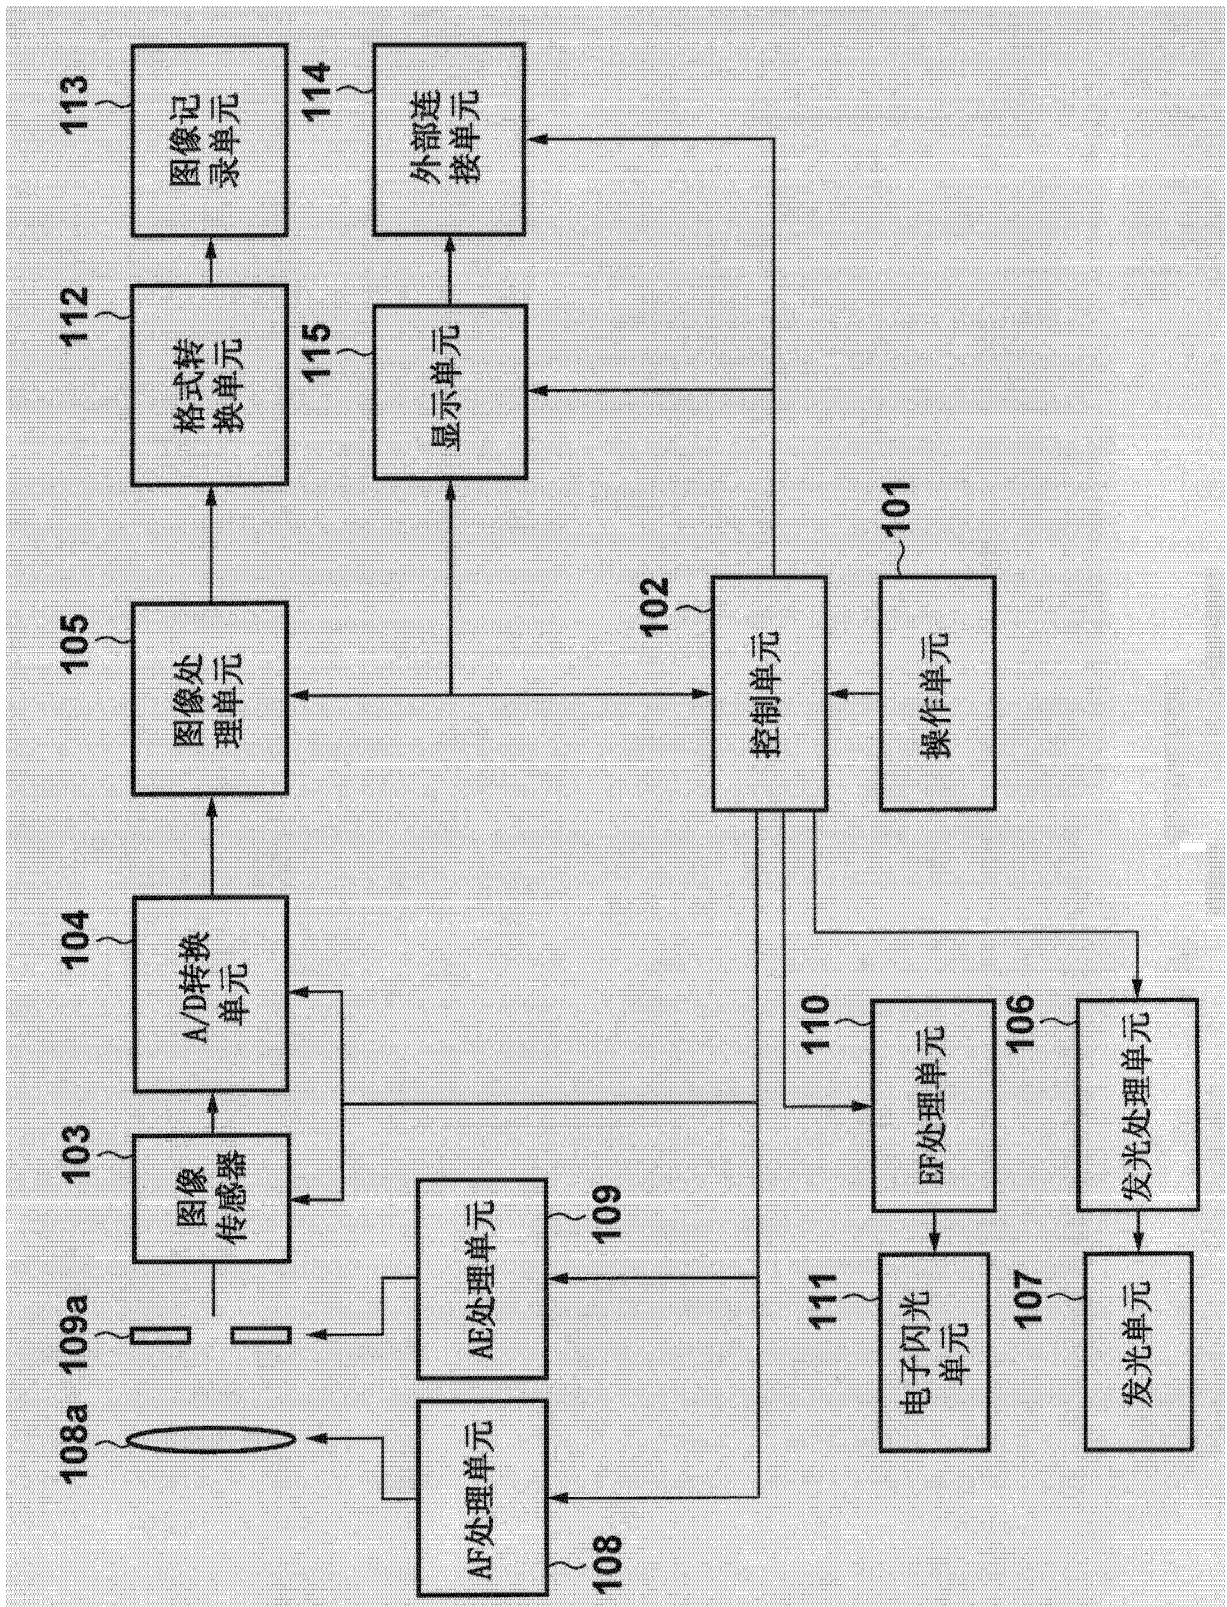 108a
109a
103
图像
传感器
104
A/D转换
单元
105
图像处
理单元
112
格式转
换单元
113
图像记
录单元
115
显示单元
114
外部连
接单元
AF处理单元
108
AE处理单元
109
102
控制单元
101
操作单元
110
EF处理单元
111
电子闪光
单元
106
发光处理单元
107
发光单元